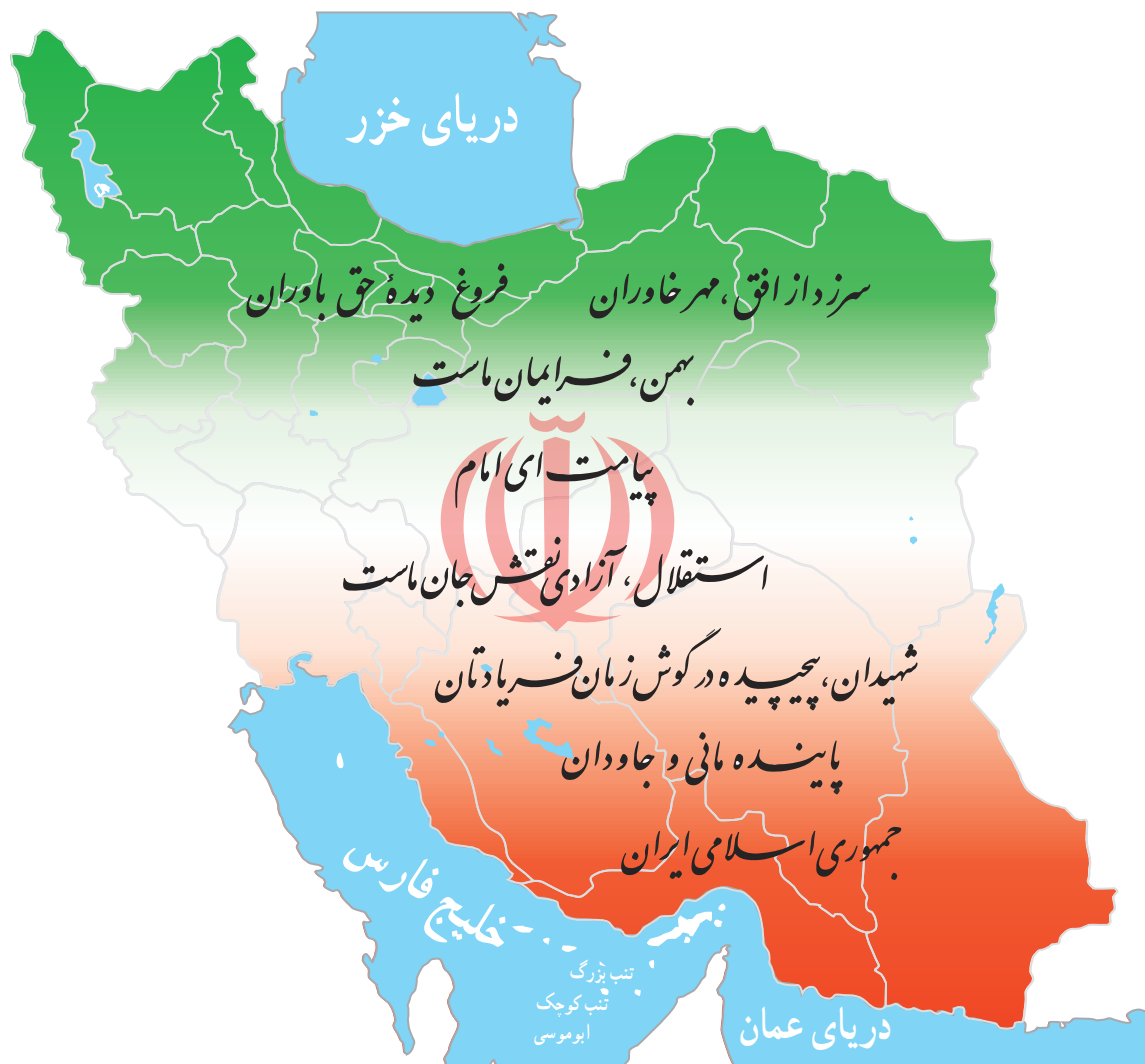 دریای خزر
سر زد از افق، مهر خاوران فروغ دیدهٔ حق باوران
بهمن، فر ایمان ماست
پیامت ای امام
استقلال، آزادی نقش جان ماست
شهیدان، پیچیده در گوش زمان فریادتان
پاینده مانی و جاودان
جمهوری اسلامی ایران
خلیج فارس
تنب بزرگ
تنب کوچک
ابوموسی
دریای عمان